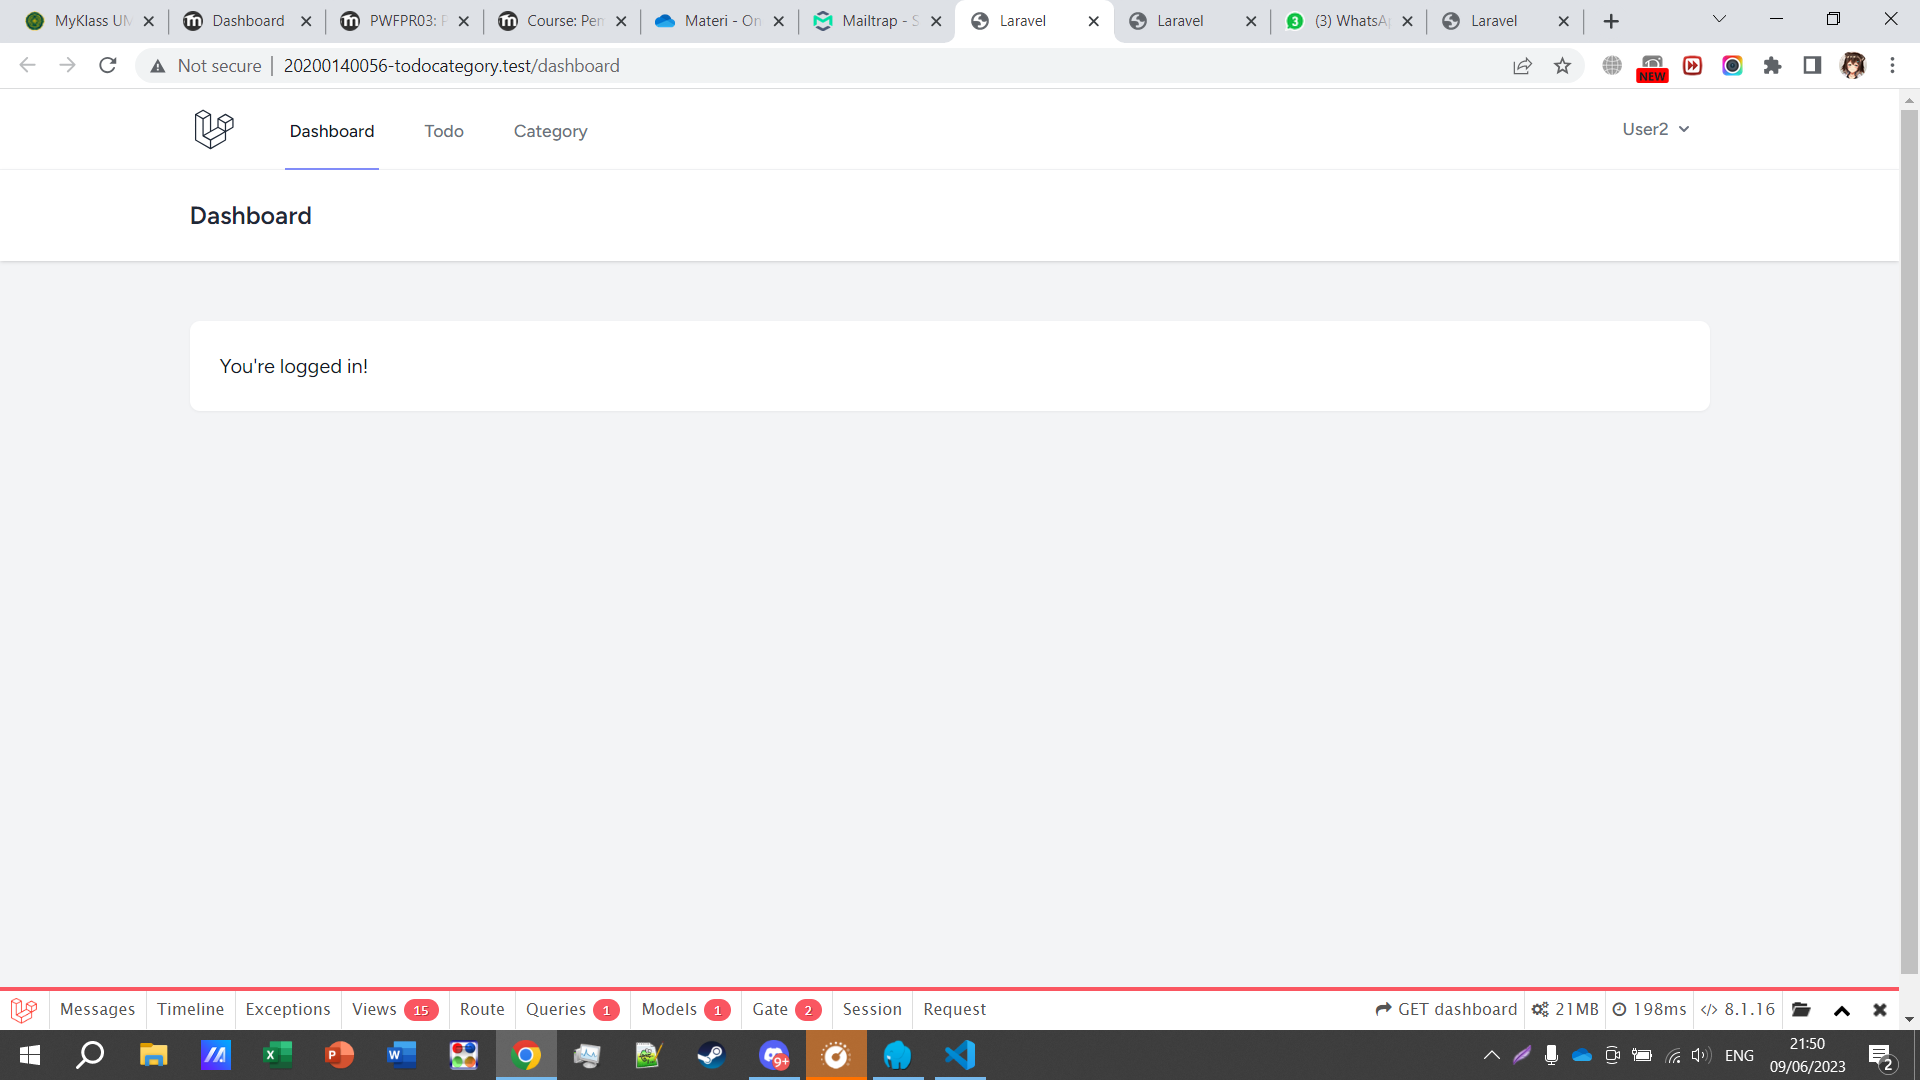 MyKlass UM
Dashboard
PWFPR03: P
Course: Pem
Materi - On
Mailtrap - S
Laravel
Laravel
(3) WhatsAp
Laravel
Not secure 20200140056-todocategory.test/dashboard
NEW
Dashboard Todo Category User2
Dashboard
You're logged in!
Messages Timeline Exceptions Views 15 Route Queries 1 Models 1 Gate 2 Session Request GET dashboard 21MB 198ms 8.1.16
9+ ENG 21:50
09/06/2023 2